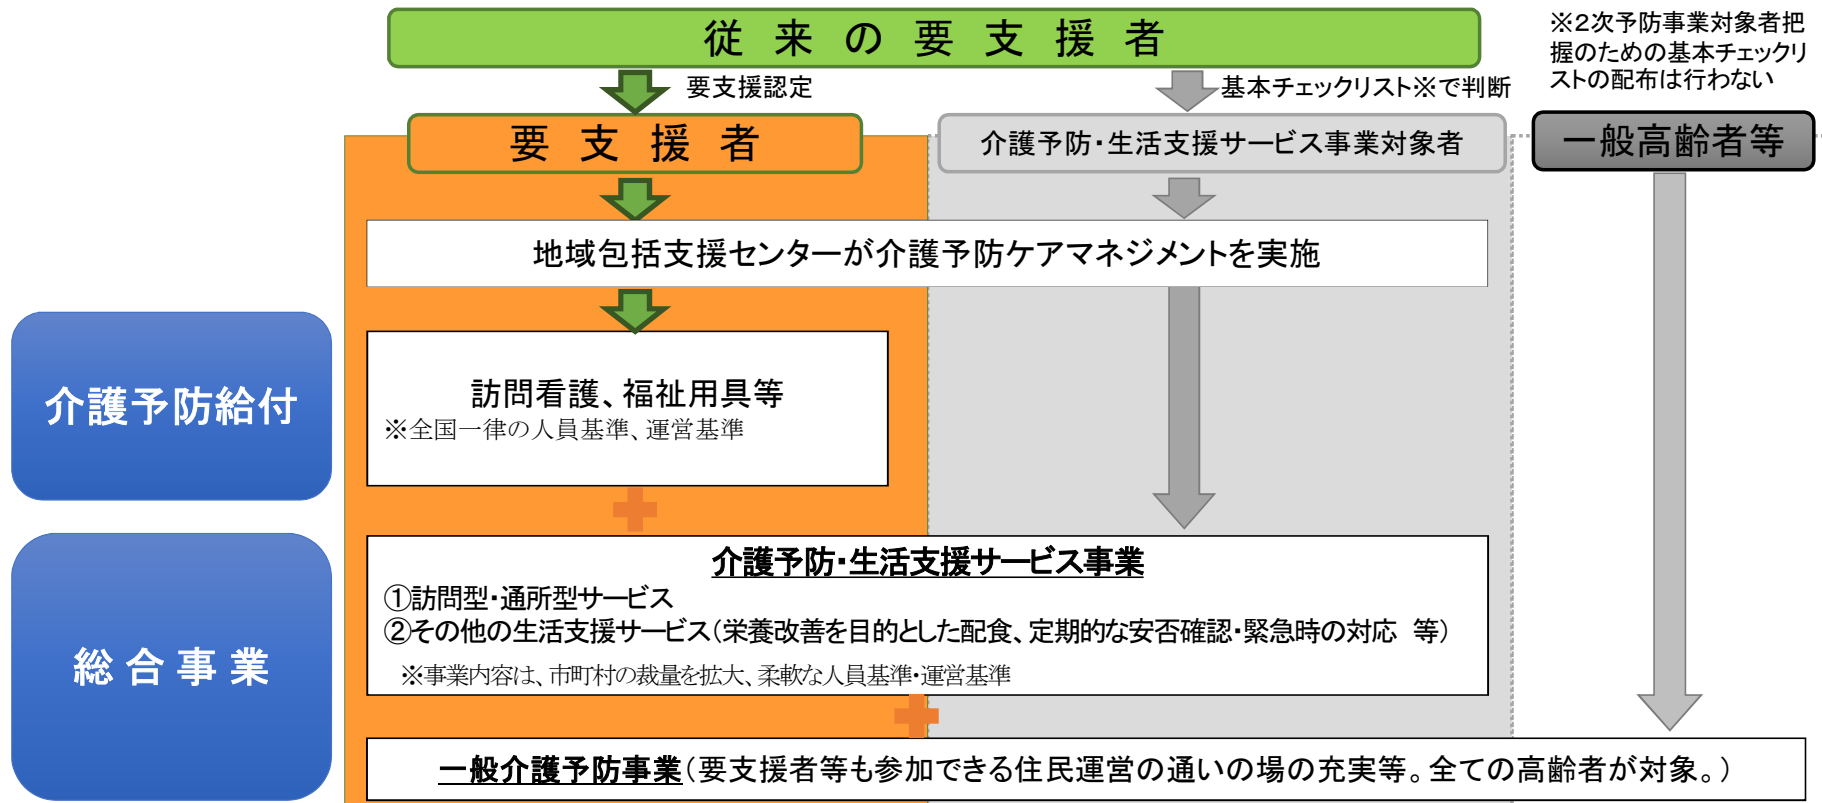 従来の要支援者
※2次予防事業対象者把
握のための基本チェックリ
ストの配布は行わない
要支援認定
基本チェックリスト※で判断
要支援者
介護予防・生活支援サービス事業対象者
一般高齢者等
地域包括支援センターが介護予防ケアマネジメントを実施
介護予防給付
訪問看護、福祉用具等
※全国一律の人員基準、運営基準
総合事業
介護予防・生活支援サービス事業
①訪問型・通所型サービス
②その他の生活支援サービス(栄養改善を目的とした配食、定期的な安否確認・緊急時の対応 等)
※事業内容は、市町村の裁量を拡大、柔軟な人員基準・運営基準
一般介護予防事業(要支援者等も参加できる住民運営の通いの場の充実等。全ての高齢者が対象。)